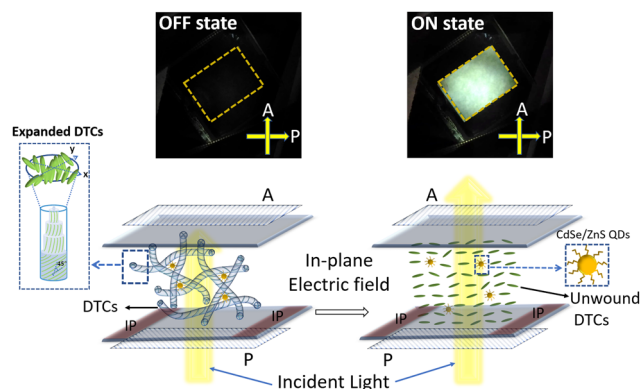 OFF state
ON state
A
P
A
P
Expanded DTCs
y
x
45°
A
A
CdSe/ZnS QDs
In-plane
Electric field
DTCs
Unwound
DTCs
IP
IP
IP
IP
P
P
Incident Light